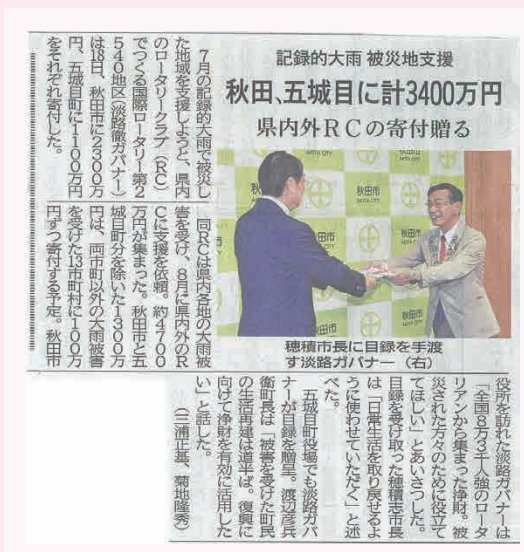 記録的大雨 被災地支援
秋田、五城目に計3400万円
県内外RCの寄付贈る
7月の記録的大雨で被災し
た地域を支援しようと、県内
のロータリークラブ(RC)
でつくる国際ロータリー第2
540地区(淡路徹ガバナー)
は18日、秋田市に2300万
円、五城目町に1100万円
をそれぞれ寄付した。
同RCは県内各地の大雨被
害を受け、8月に県内外のR
Cに支援を依頼。約4700
万円が集まった。秋田市と五
城目町分を除いた1300万
円は、両市町以外の大雨被害
を受けた13市町村に100万
円ずつ寄付する予定。秋田市
役所を訪れた淡路ガバナーは
「全国8万3千人強のロータ
リアンから集まった浄財。被
災された方々のために役立て
てほしい」とあいさつした。
目録を受け取った穂積志市長
は「日常生活を取り戻せるよ
うに使わせていただく」と述
べた。
五城目町役場でも淡路ガバ
ナーが目録を贈呈。渡辺彦兵
衛町長は「被害を受けた町民
の生活再建は道半ば。復興に
向けて浄財を有効に活用した
い」と話した。
(三浦正基、菊地隆秀)
秋田市
AKITA CITY
穂積市長に目録を手渡
す淡路ガバナー(右)